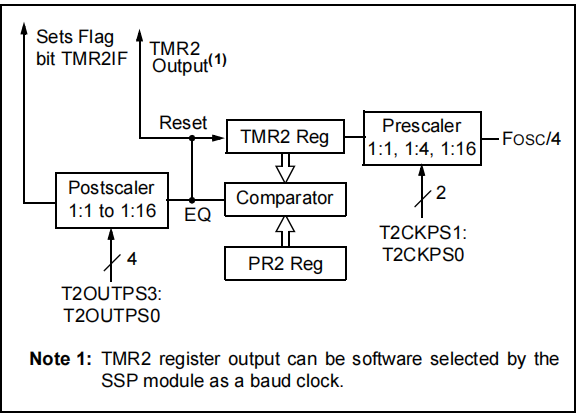 Sets Flag
bit TMR2IF
TMR2
Output(1)
Reset
TMR2 Reg
Prescaler
1:1, 1:4, 1:16
FOSC/4
Postscaler
1:1 to 1:16
EQ
Comparator
2
T2CKPS1:
T2CKPS0
4
PR2 Reg
T2OUTPS3:
T2OUTPS0
Note 1: TMR2 register output can be software selected by the
SSP module as a baud clock.